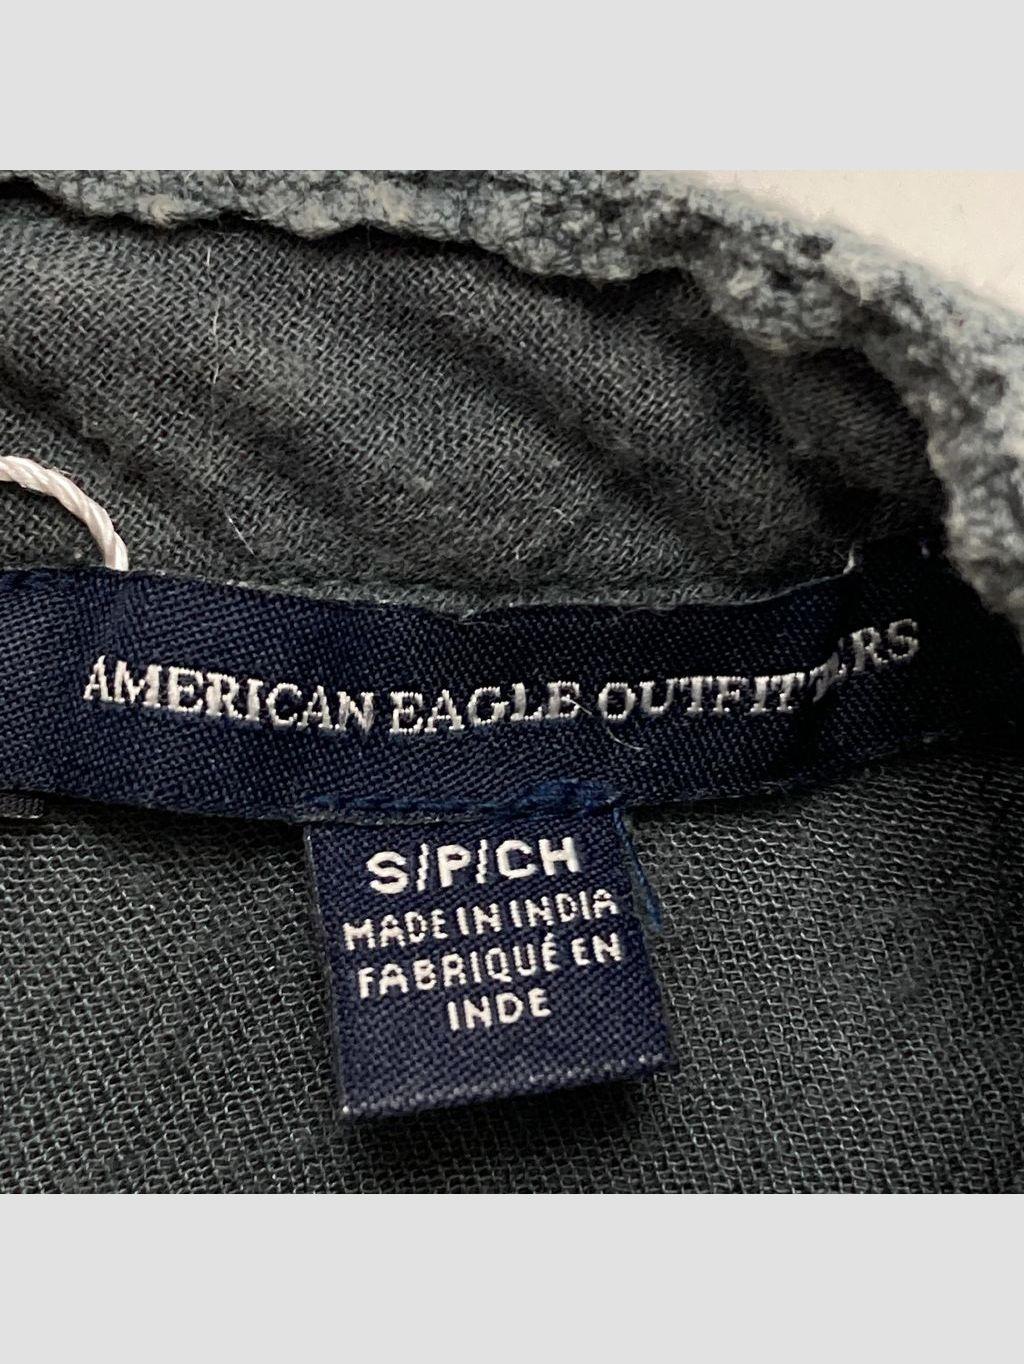 AMERICAN EAGLE OUTFITTERS
S/P/CH
MADE IN INDIA
FABRIQUÉ EN
INDE